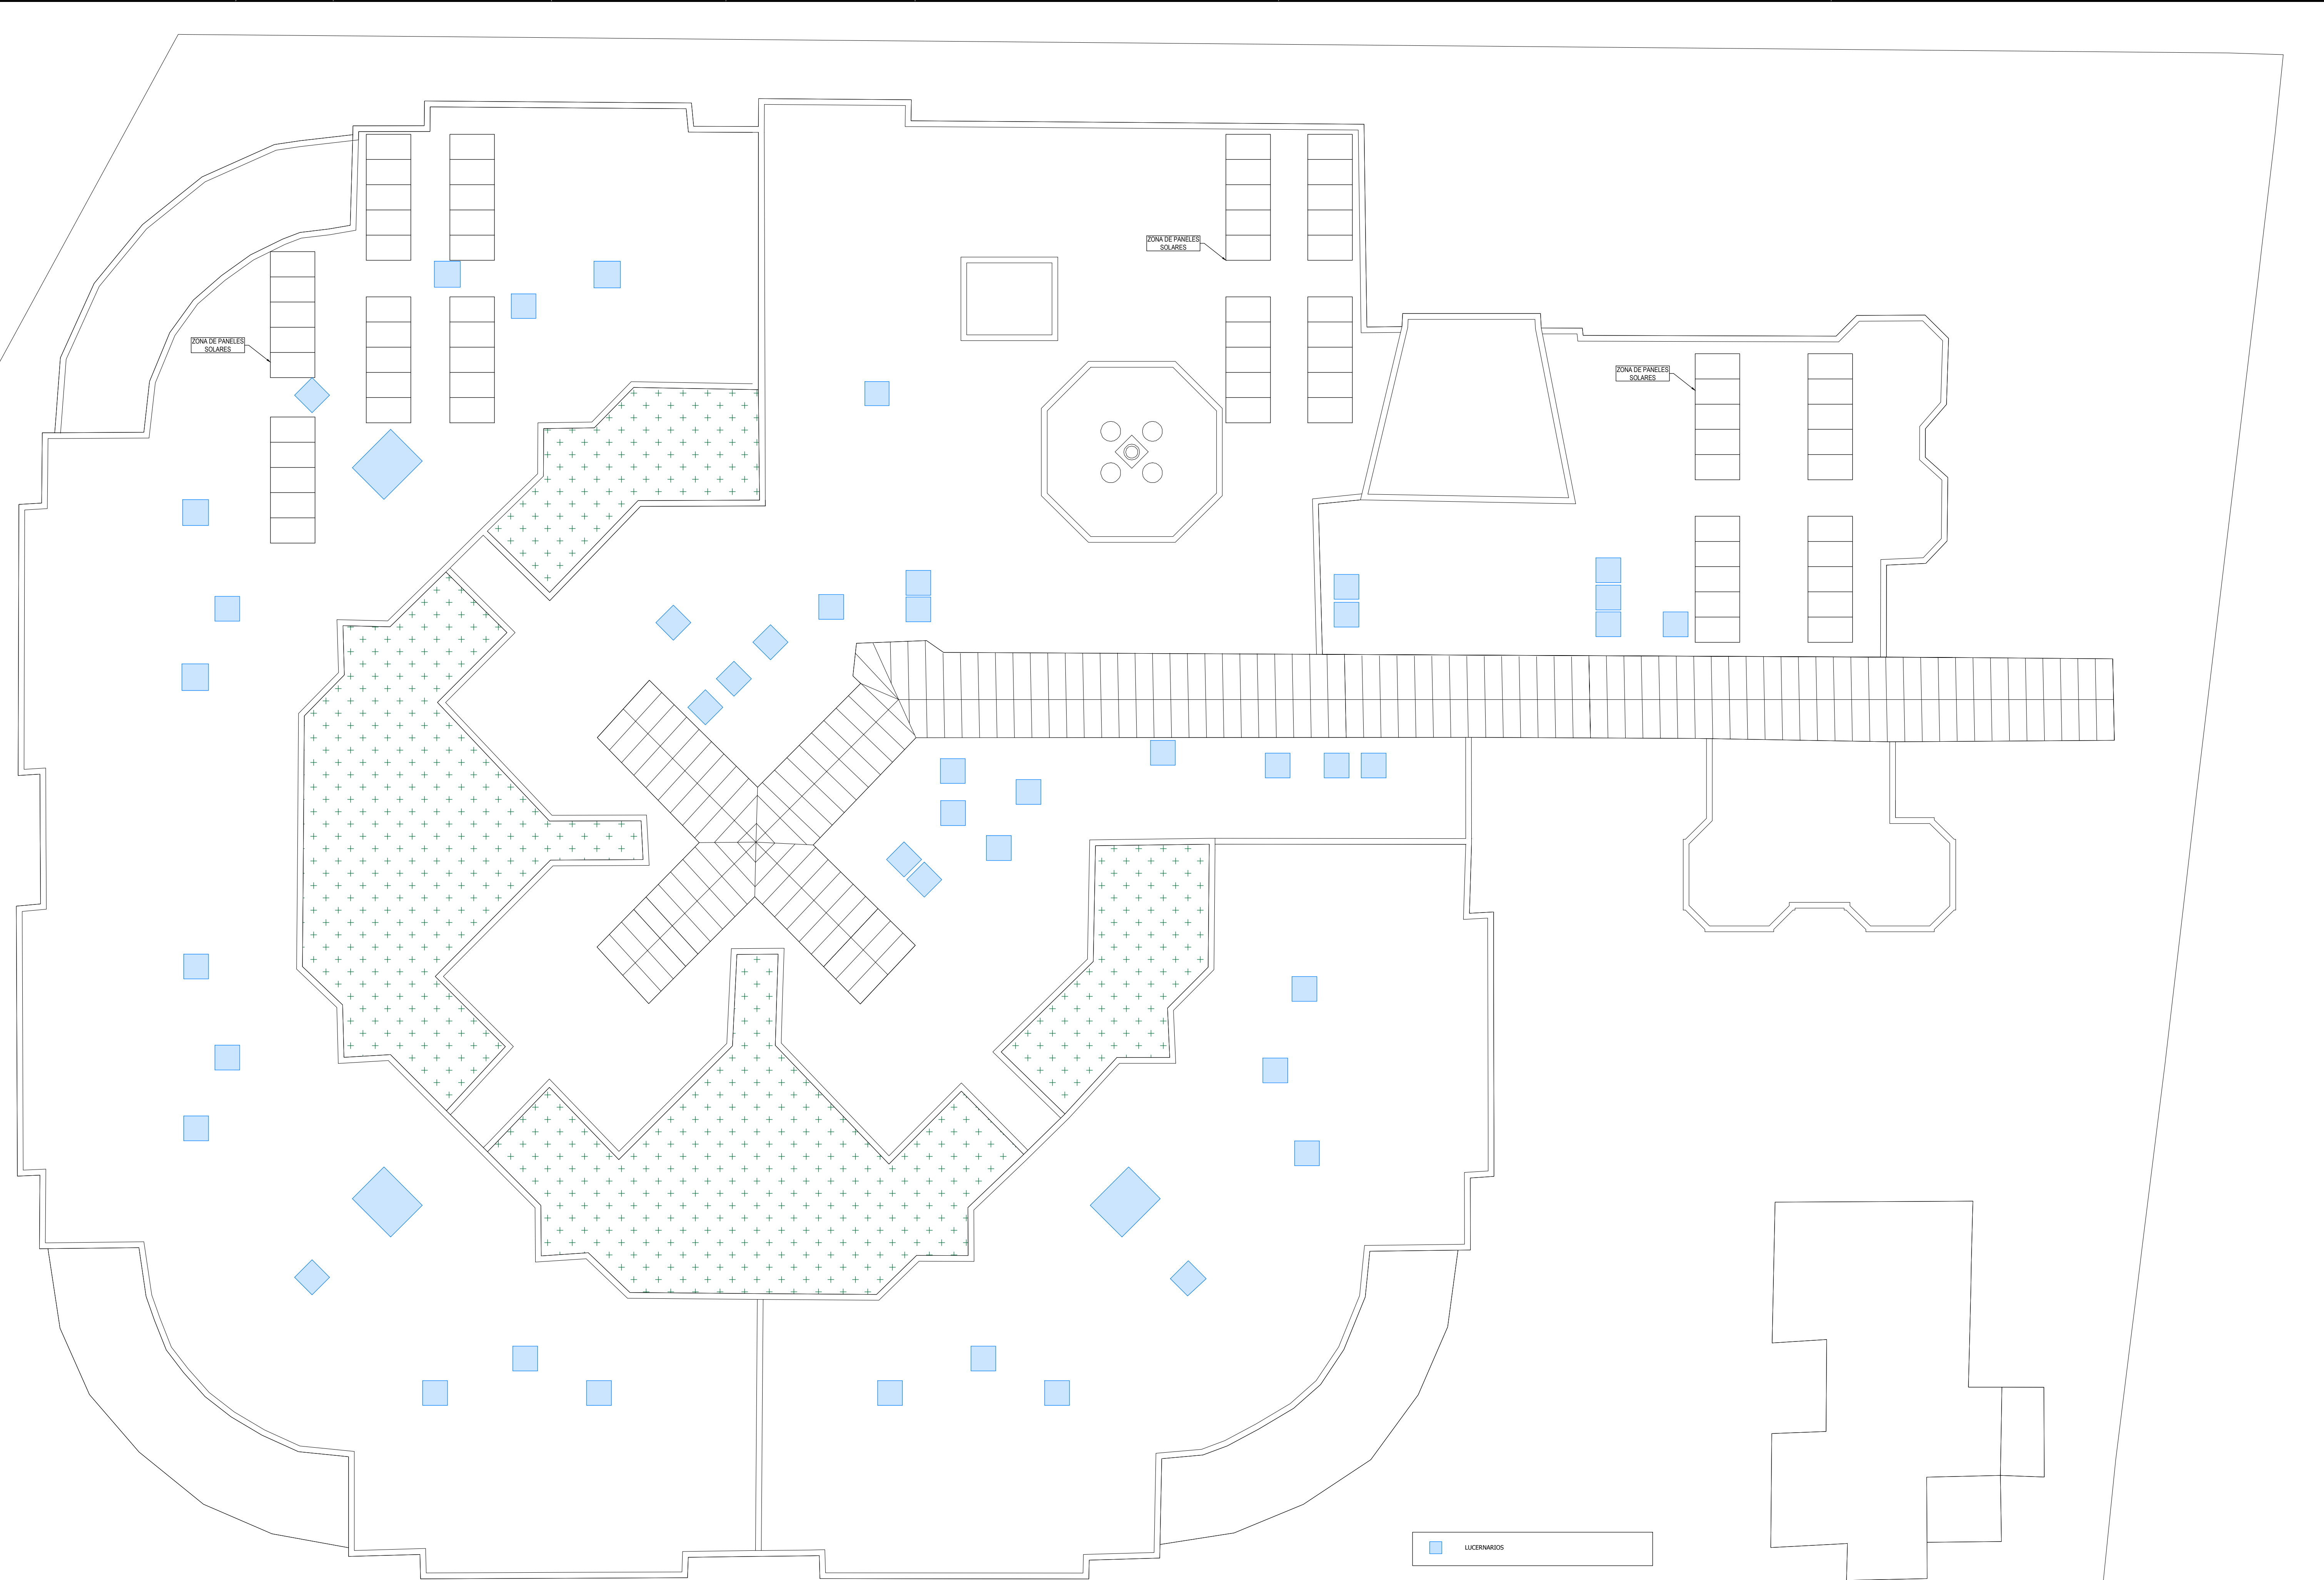 ZONA DE PANELES
SOLARES
ZONA DE PANELES
SOLARES
ZONA DE PANELES
SOLARES
LUCERNARIOS